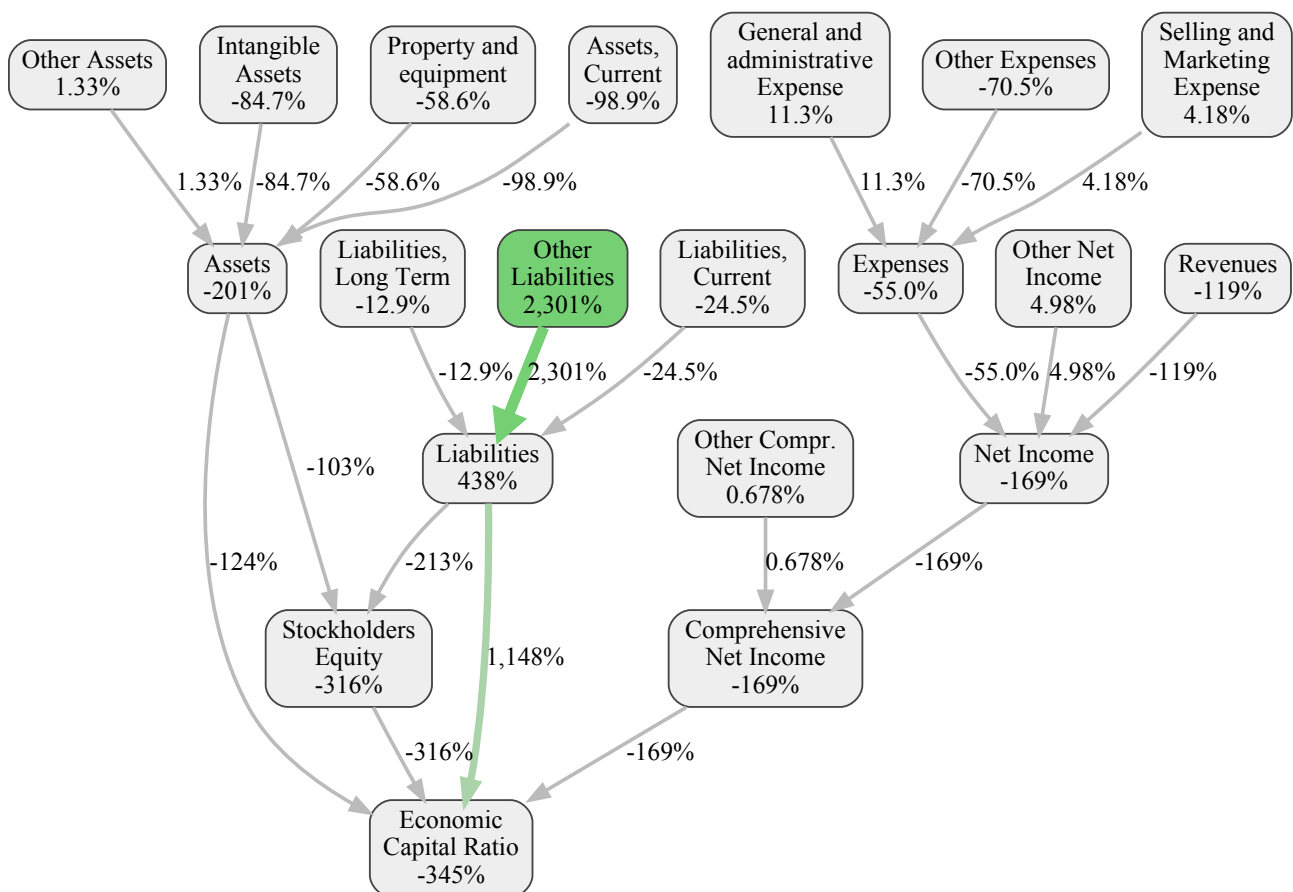 Other Assets
1.33%
Intangible
Assets
-84.7%
Property and
equipment
-58.6%
Assets,
Current
-98.9%
General and
administrative
Expense
11.3%
Other Expenses
-70.5%
Selling and
Marketing
Expense
4.18%
1.33%
-84.7%
-58.6%
-98.9%
11.3%
-70.5%
4.18%
Assets
-201%
Liabilities,
Long Term
-12.9%
Other
Liabilities
2,301%
Liabilities,
Current
-24.5%
Expenses
-55.0%
Other Net
Income
4.98%
Revenues
-119%
-12.9%
2,301%
-24.5%
-55.0%
4.98%
-119%
Liabilities
438%
Other Compr.
Net Income
0.678%
Net Income
-169%
-103%
-124%
-213%
0.678%
-169%
Stockholders
Equity
-316%
1,148%
Comprehensive
Net Income
-169%
-316%
-169%
Economic
Capital Ratio
-345%